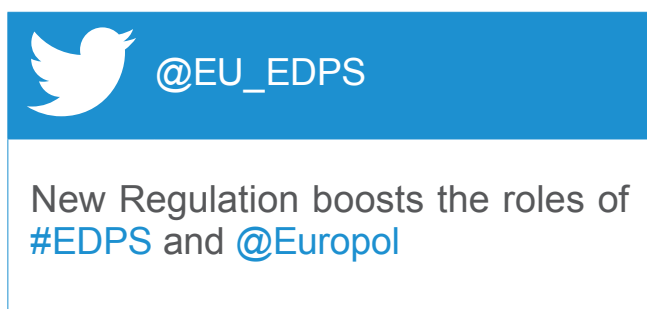 @EU_EDPS
New Regulation boosts the roles of
#EDPS and @Europol